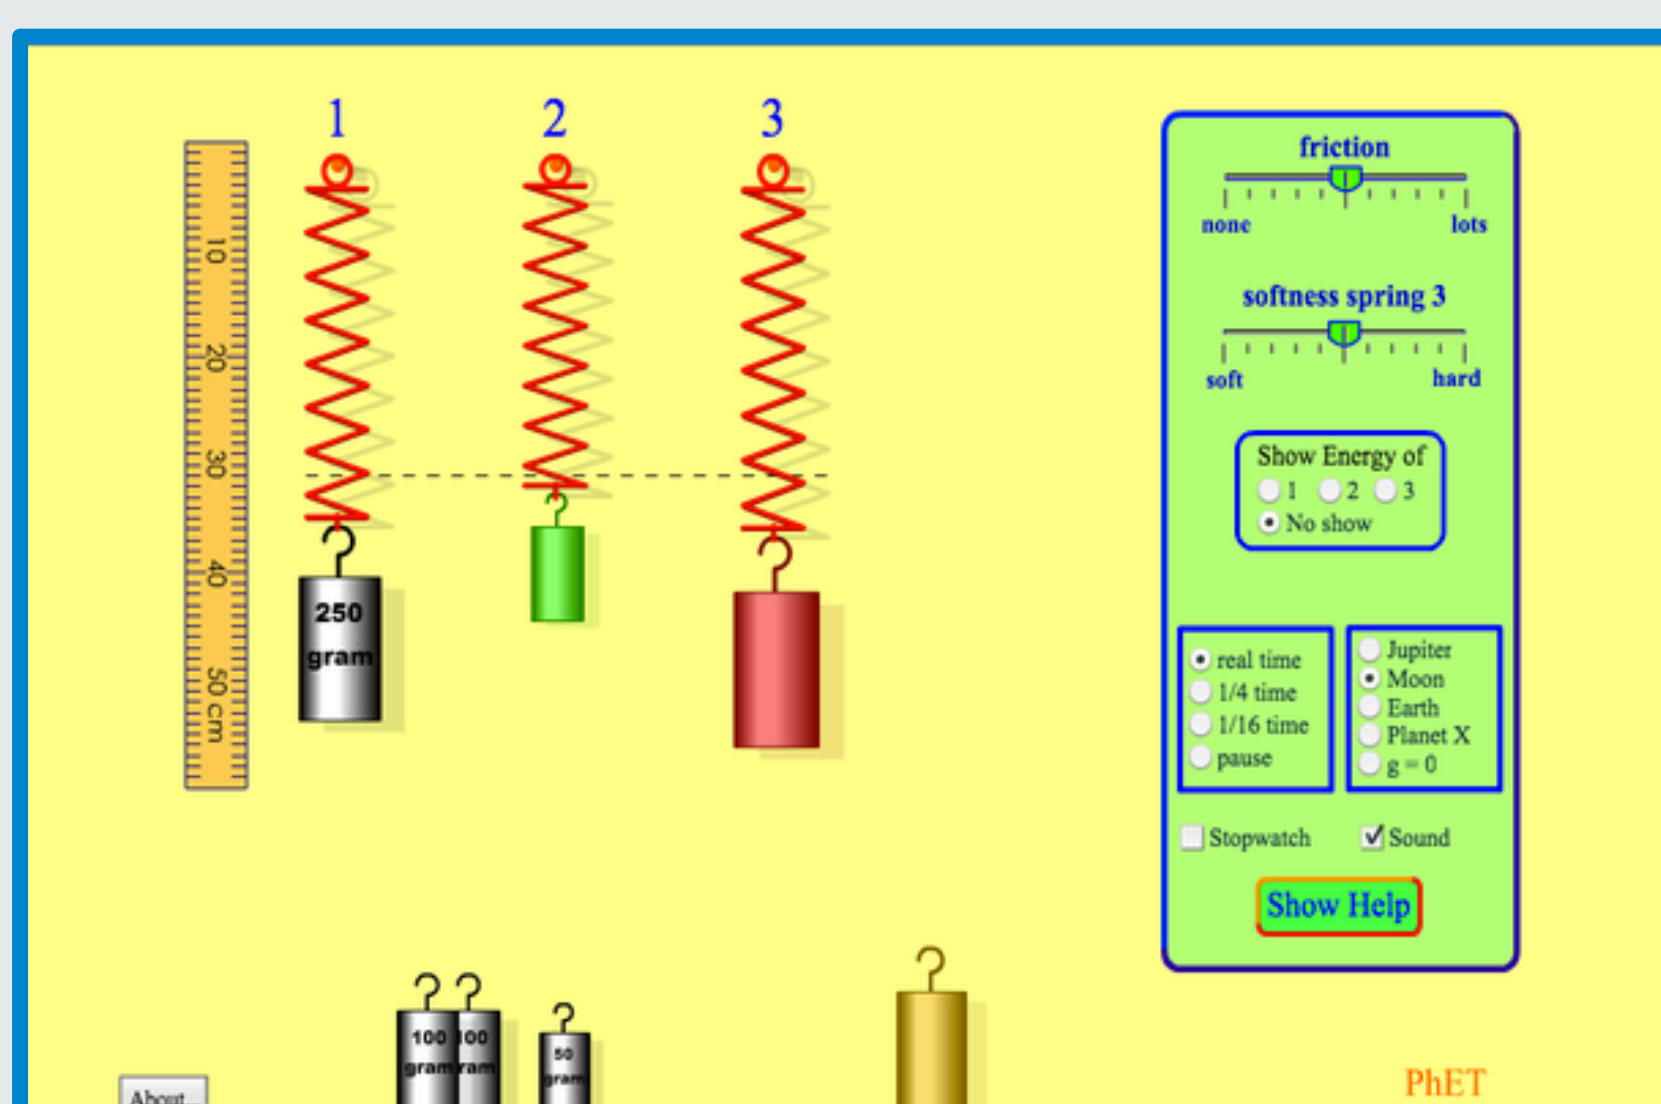 1 2 3
10
20
30
40
50 cm
250
gram
friction
none lots
softness spring 3
soft hard
Show Energy of
1 2 3
No show
real time
1/4 time
1/16 time
pause
Jupiter
Moon
Earth
Planet X
g = 0
Stopwatch Sound
Show Help
100 100
gram ram
50
gram
About...
PhET